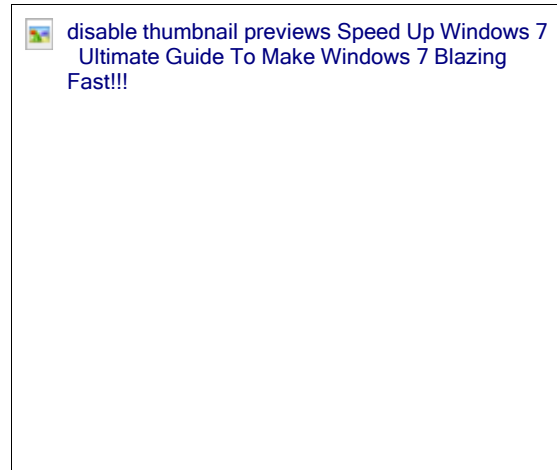 disable thumbnail previews Speed Up Windows 7
Ultimate Guide To Make Windows 7 Blazing
Fast!!!